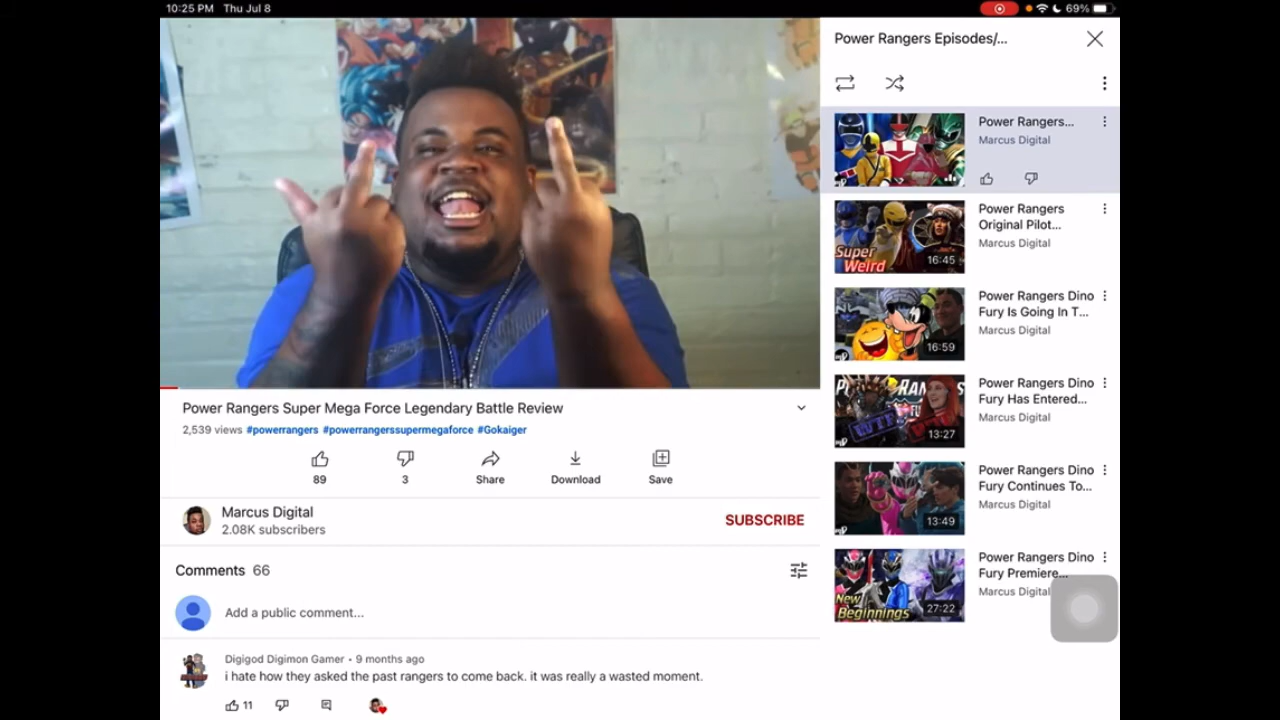 10:25 PM Thu Jul 8
69%
Power Rangers Episodes/...
Power Rangers...
Marcus Digital
Power Rangers
Original Pilot...
Marcus Digital
Super
Weird
16:45
Power Rangers Dino
Fury Is Going In T...
Marcus Digital
16:59
Power Rangers Dino
Fury Has Entered...
Marcus Digital
13:27
Power Rangers Dino
Fury Continues To...
Marcus Digital
13:49
Power Rangers Dino
Fury Premiere...
Marcus Digital
New
Beginnings
27:22
Power Rangers Super Mega Force Legendary Battle Review
2,539 views #powerrangers #powerrangerssupermegaforce #Gokaiger
89
3
Share
Download
Save
Marcus Digital
2.08K subscribers
SUBSCRIBE
Comments 66
Add a public comment...
Digigod Digimon Gamer • 9 months ago
i hate how they asked the past rangers to come back. it was really a wasted moment.
11